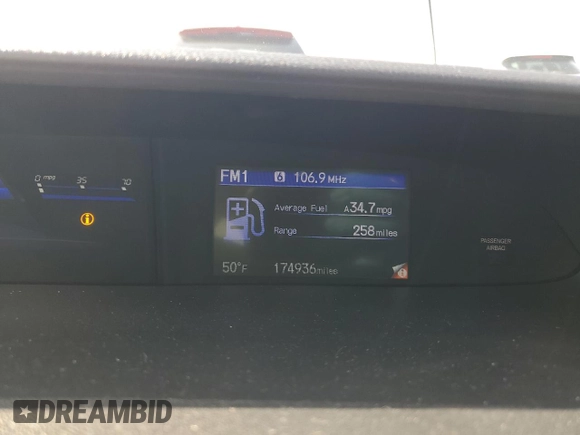 0 mpg 35 70
FM1 6 106.9 MHz
Average Fuel A34.7mpg
Range 258miles
50°F 174936miles
PASSENGER
AIRBAG
DREAMBID